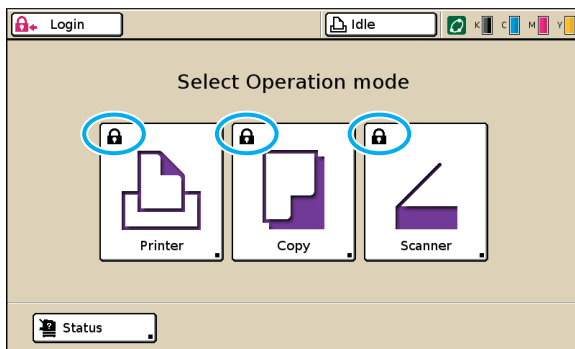 Login Idle K C M Y
Select Operation mode
Printer Copy Scanner
Status